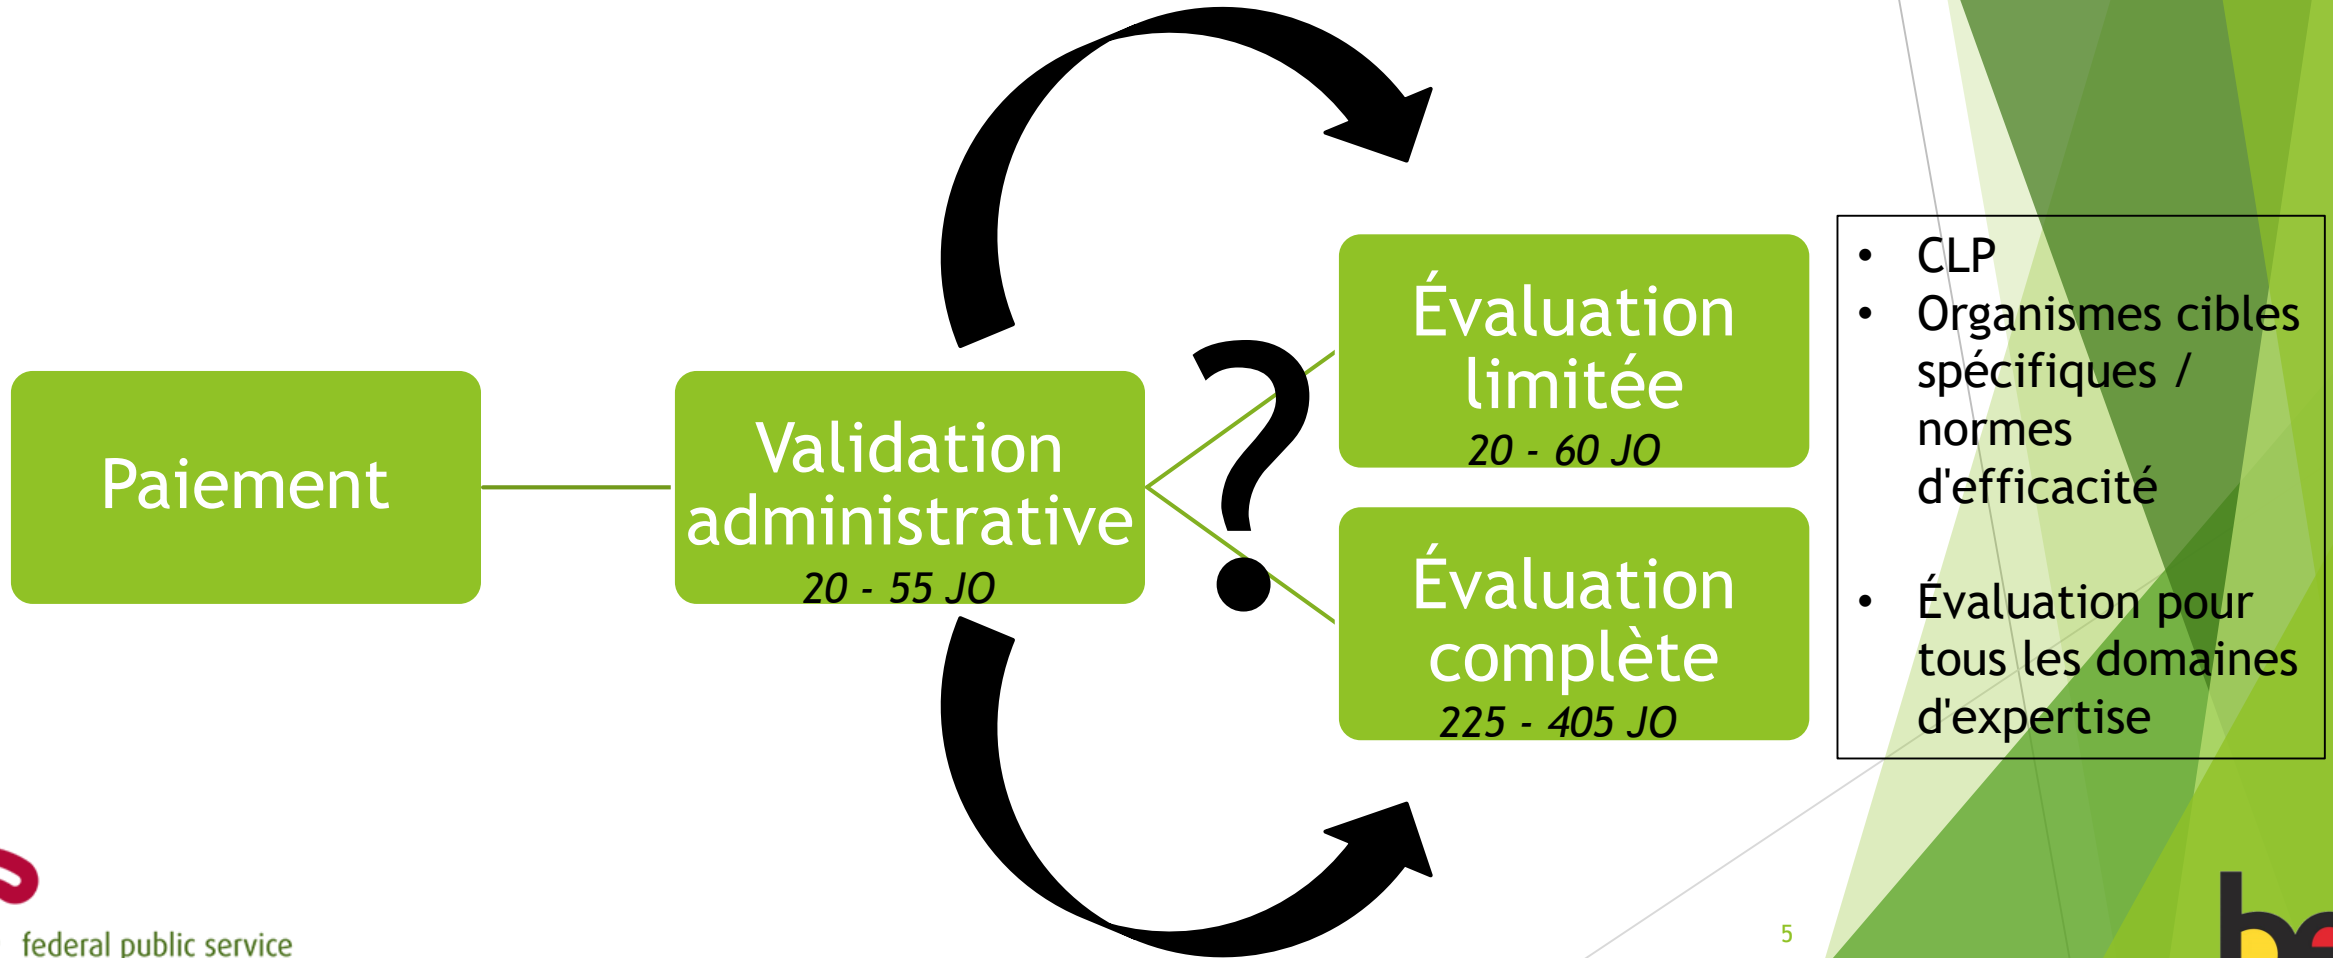 Paiement
Validation
administrative
20 - 55 JO
?
Évaluation
limitée
20 - 60 JO
Évaluation
complète
225 - 405 JO
• CLP
• Organismes cibles
spécifiques /
normes
d'efficacité
• Évaluation pour
tous les domaines
d'expertise
federal public service
5
be